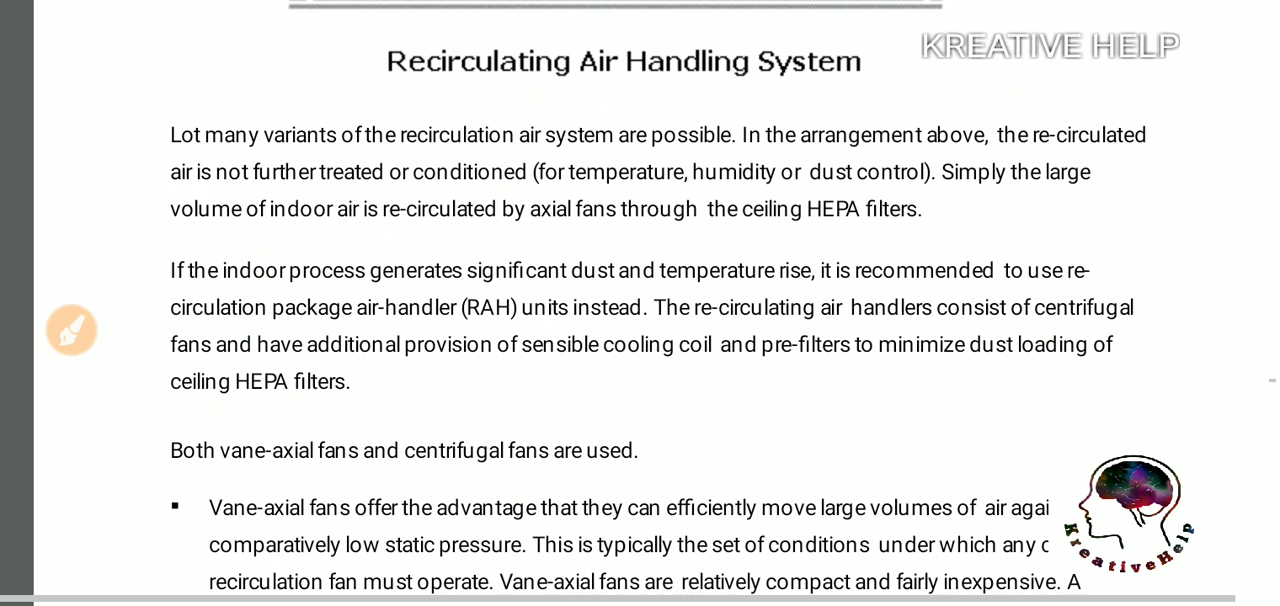 KREATIVE HELP
Recirculating Air Handling System
Lot many variants of the recirculation air system are possible. In the arrangement above, the re-circulated
air is not further treated or conditioned (for temperature, humidity or dust control). Simply the large
volume of indoor air is re-circulated by axial fans through the ceiling HEPA filters.
If the indoor process generates significant dust and temperature rise, it is recommended to use re-
circulation package air-handler (RAH) units instead. The re-circulating air handlers consist of centrifugal
fans and have additional provision of sensible cooling coil and pre-filters to minimize dust loading of
ceiling HEPA filters.
Both vane-axial fans and centrifugal fans are used.
▪ Vane-axial fans offer the advantage that they can efficiently move large volumes of air agai
comparatively low static pressure. This is typically the set of conditions under which any c
recirculation fan must operate. Vane-axial fans are relatively compact and fairly inexpensive. A
KreativeHelp